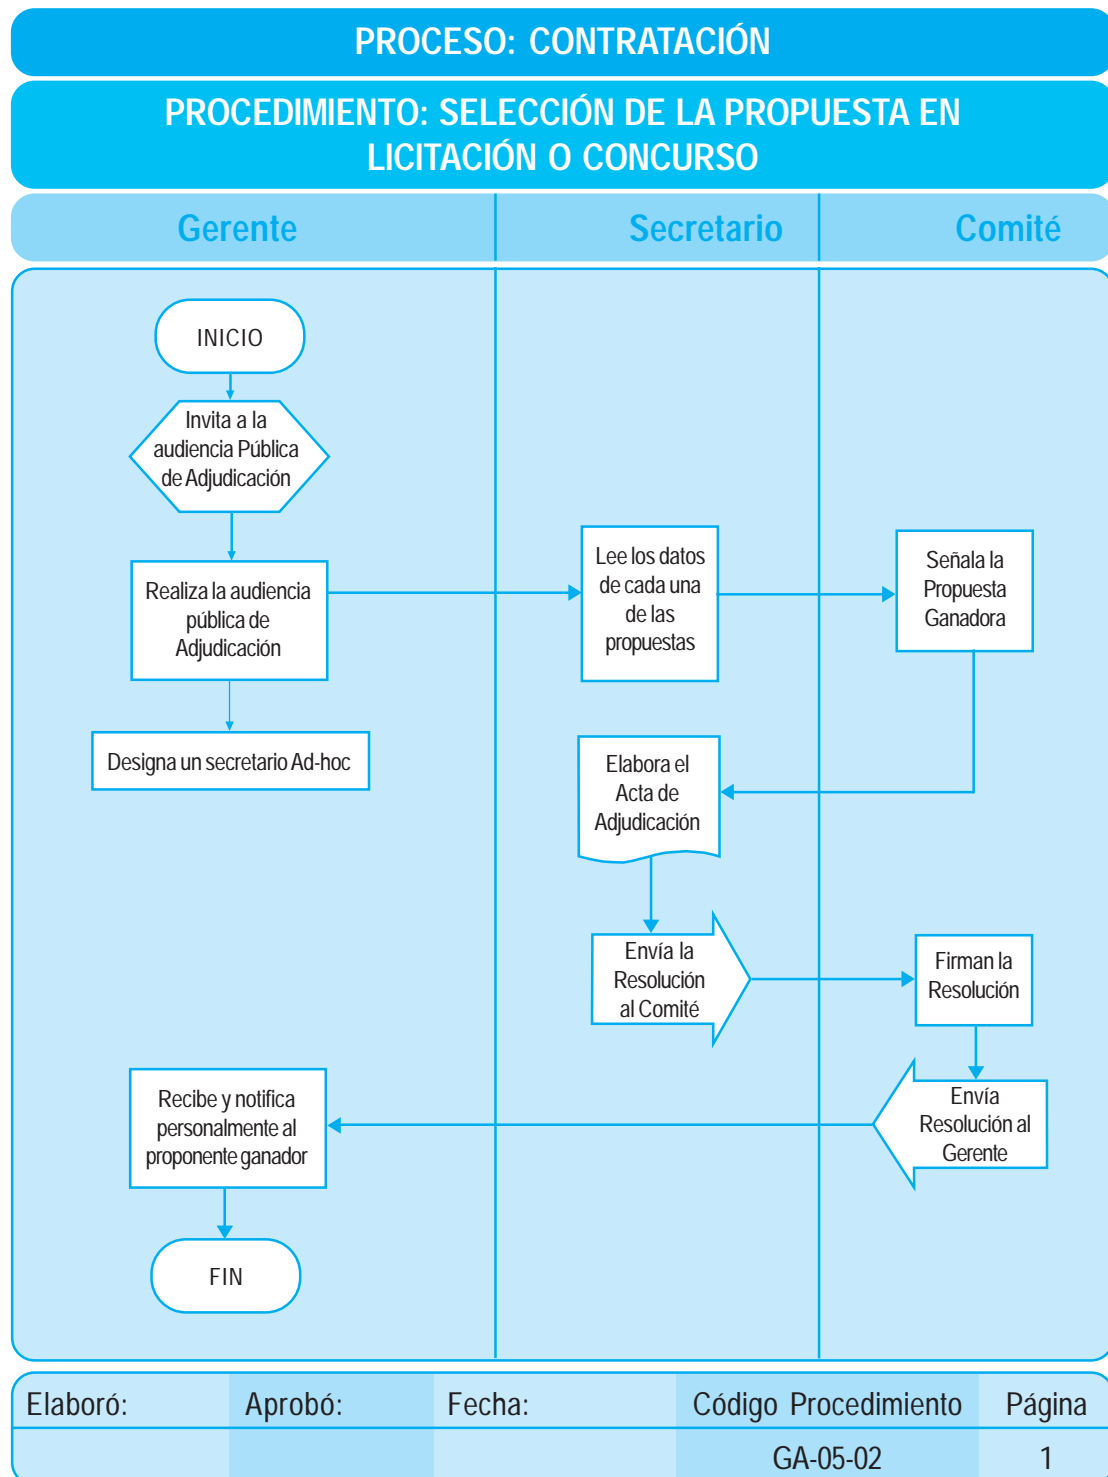 PROCESO: CONTRATACIÓN
PROCEDIMIENTO: SELECCIÓN DE LA PROPUESTA EN
LICITACIÓN O CONCURSO
Gerente
Secretario
Comité
INICIO
Invita a la
audiencia Pública
de Adjudicación
Realiza la audiencia
pública de
Adjudicación
Lee los datos
de cada una
de las
propuestas
Señala la
Propuesta
Ganadora
Designa un secretario Ad-hoc
Elabora el
Acta de
Adjudicación
Envía la
Resolución
al Comité
Firman la
Resolución
Envía
Resolución al
Gerente
Recibe y notifica
personalmente al
proponente ganador
FIN
Elaboró:
Aprobó:
Fecha:
Código Procedimiento
Página
GA-05-02
1